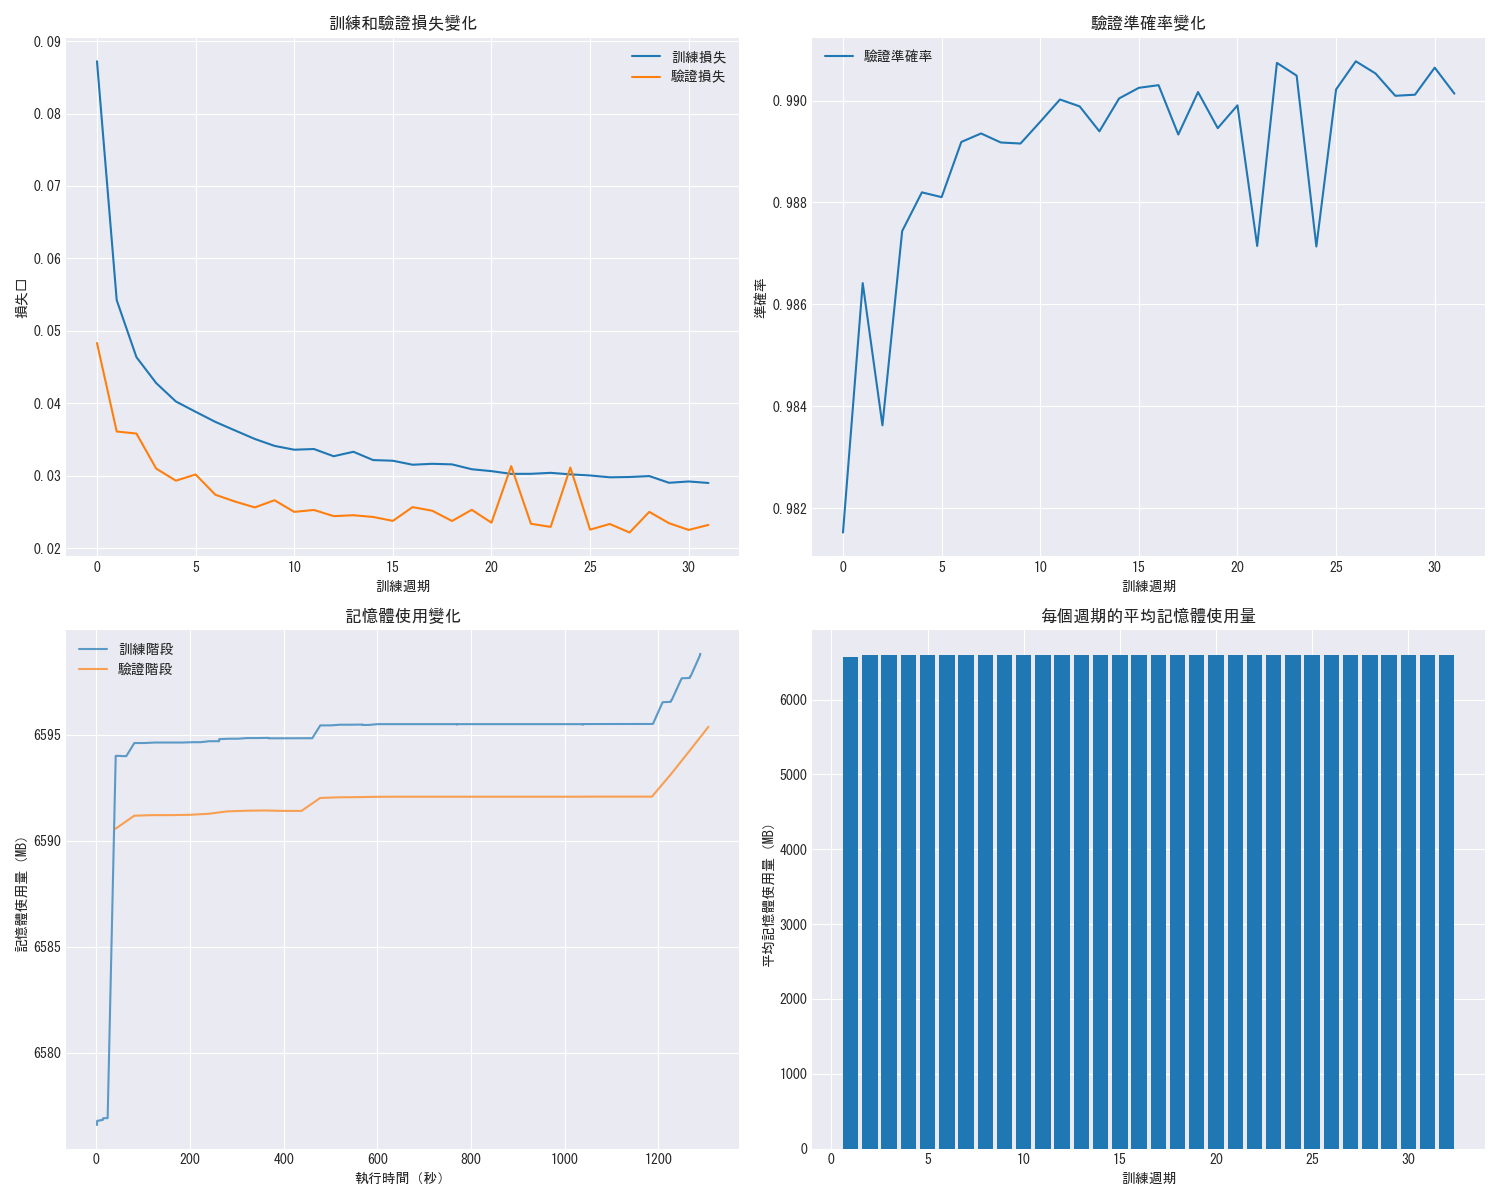 訓練和驗證損失變化
0.09
0.08
0.07
0.06
0.05
0.04
0.03
0.02
損失口
訓練損失
驗證損失
0 5 10 15 20 25 30
訓練週期
驗證準確率變化
0.990
0.988
0.986
0.984
0.982
準確率
驗證準確率
0 5 10 15 20 25 30
訓練週期
記憶體使用變化
6595
6590
6585
6580
記憶體使用量 (MB)
訓練階段
驗證階段
0 200 400 600 800 1000 1200
執行時間 (秒)
每個週期的平均記憶體使用量
6000
5000
4000
3000
2000
1000
0
平均記憶體使用量 (MB)
0 5 10 15 20 25 30
訓練週期